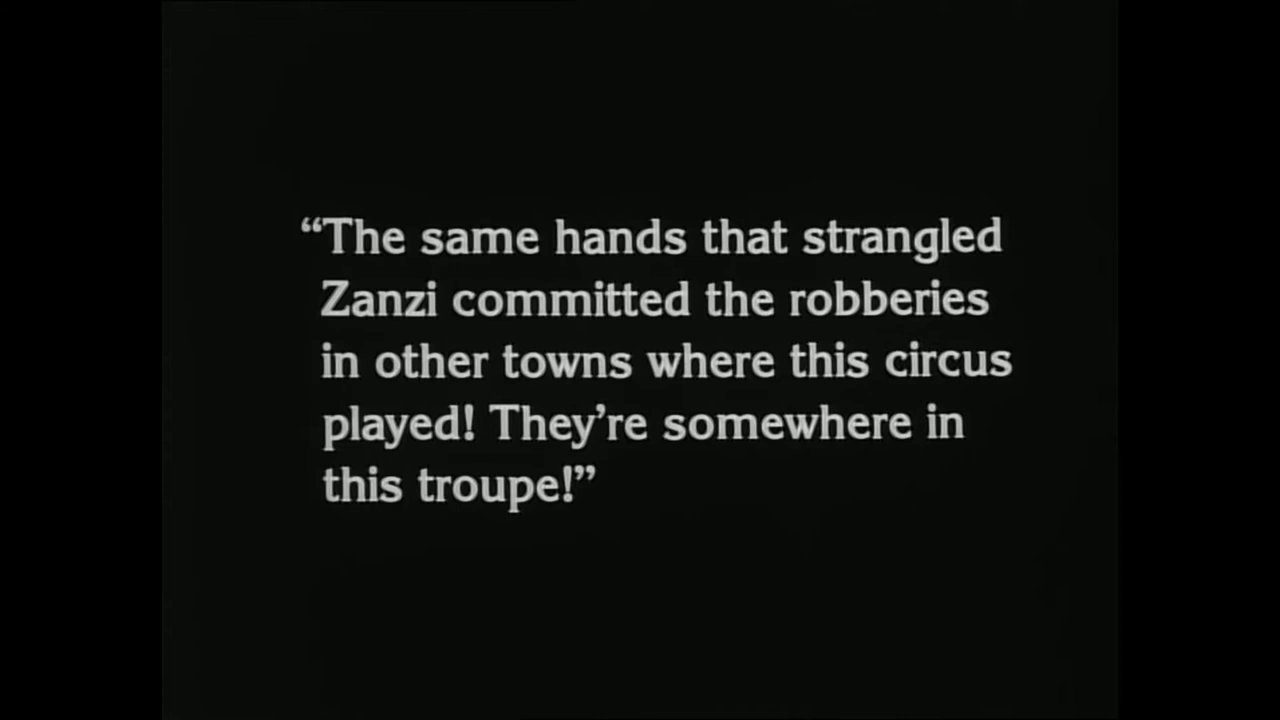 “The same hands that strangled
Zanzi committed the robberies
in other towns where this circus
played! They’re somewhere in
this troupe!”